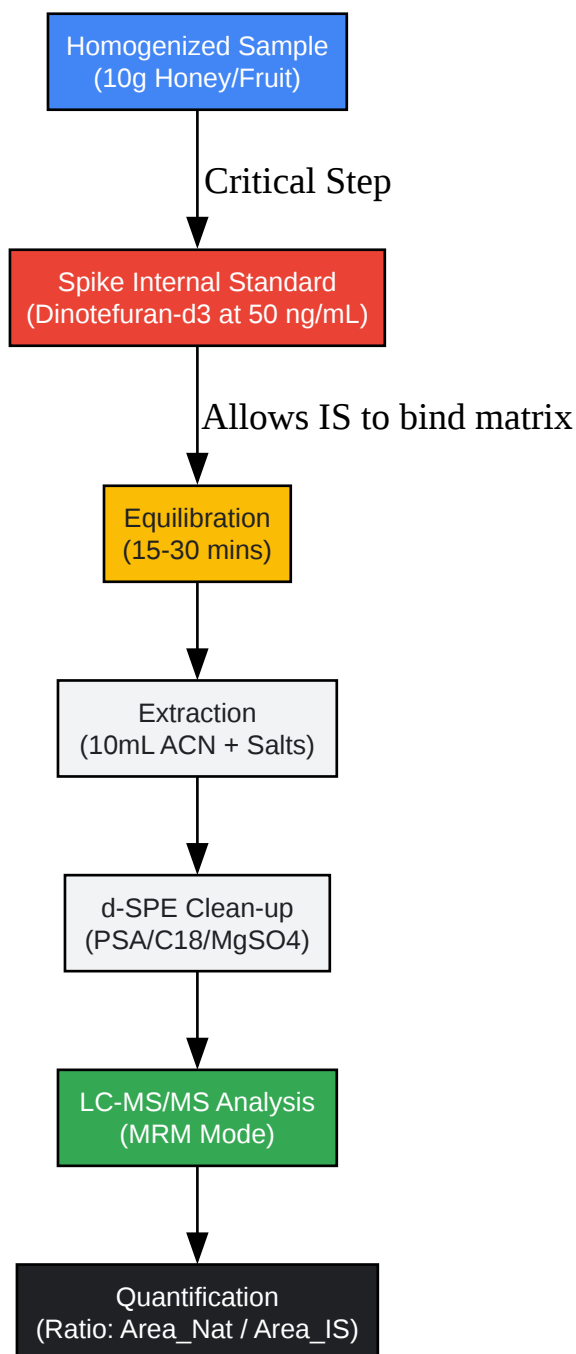 Homogenized Sample
(10g Honey/Fruit)
Critical Step
Spike Internal Standard
(Dinotefuran-d3 at 50 ng/mL)
Allows IS to bind matrix
Equilibration
(15-30 mins)
Extraction
(10mL ACN + Salts)
d-SPE Clean-up
(PSA/C18/MgSO4)
LC-MS/MS Analysis
(MRM Mode)
Quantification
(Ratio: Area_Nat / Area_IS)